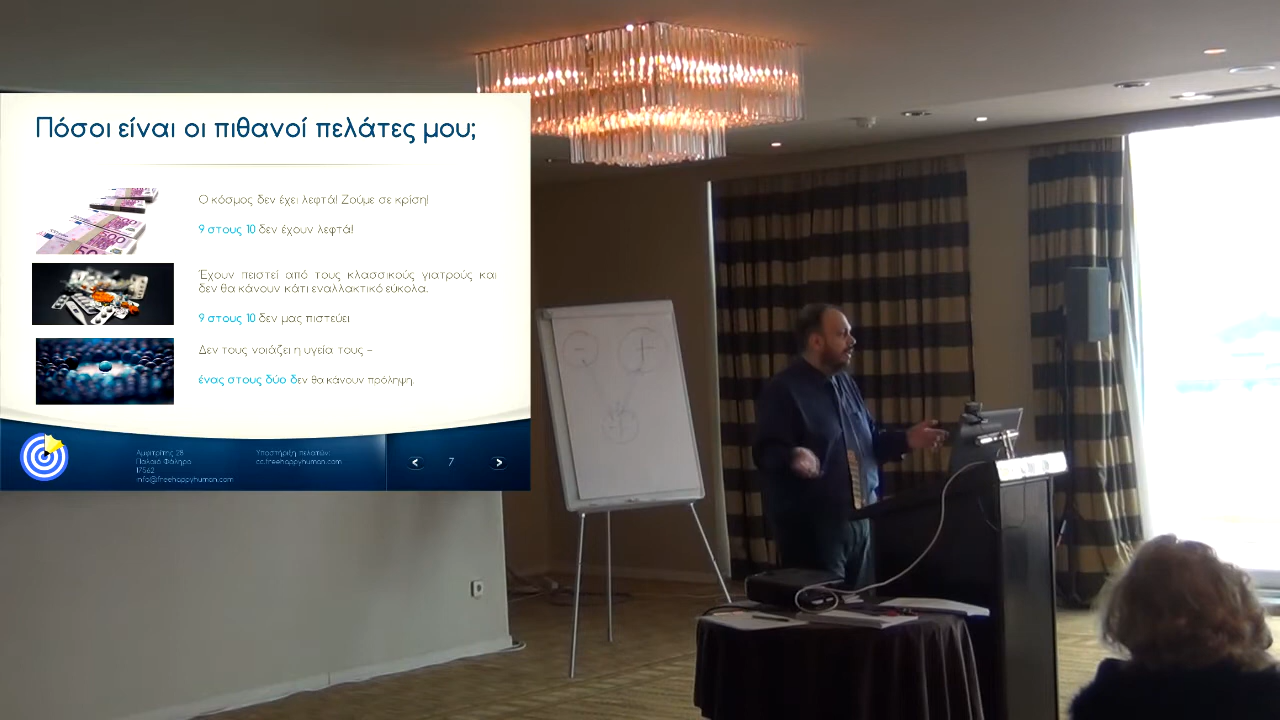 Πόσοι είναι οι πιθανοί πελάτες μου;
Ο κόσμος δεν έχει λεφτά! Ζούμε σε κρίση!
9 στους 10 δεν έχουν λεφτά!
Έχουν πειστεί από τους κλασσικούς γιατρούς και
δεν θα κάνουν κάτι εναλλακτικό εύκολα.
9 στους 10 δεν μας πιστεύει
Δεν τους νοιάζει η υγεία τους –
ένας στους δύο δεν θα κάνουν πρόληψη.
Αμφιτρίτης 28
Παλαιό Φάληρο
17562
info@freehappyhuman.com
Υποστήριξη πελατών:
cc.freehappyhuman.com
7
500
500